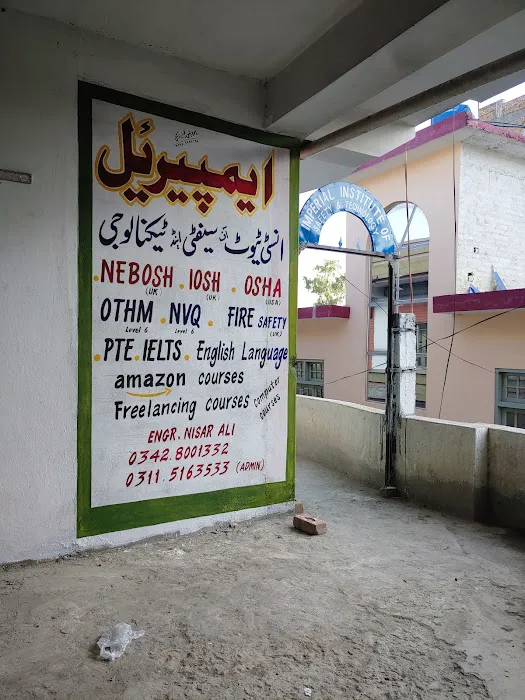 ایمپیریل
انسٹی ٹیوٹ آف سیفٹی اینڈ ٹیکنالوجی
.NEBOSH .IOSH .OSHA
(UK) (UK) (USA)
OTHM .NVQ. FIRE SAFETY
Level 6 Level 6 (UK)
.PTE.IELTS. English Language
amazon courses
Freelancing courses
computer courses
ENGR. NISAR ALI
0342.8001332
0311.5163533 (ADMIN)
IMPERIAL INSTITUTE OF
SAFETY & TECHNOLOGY